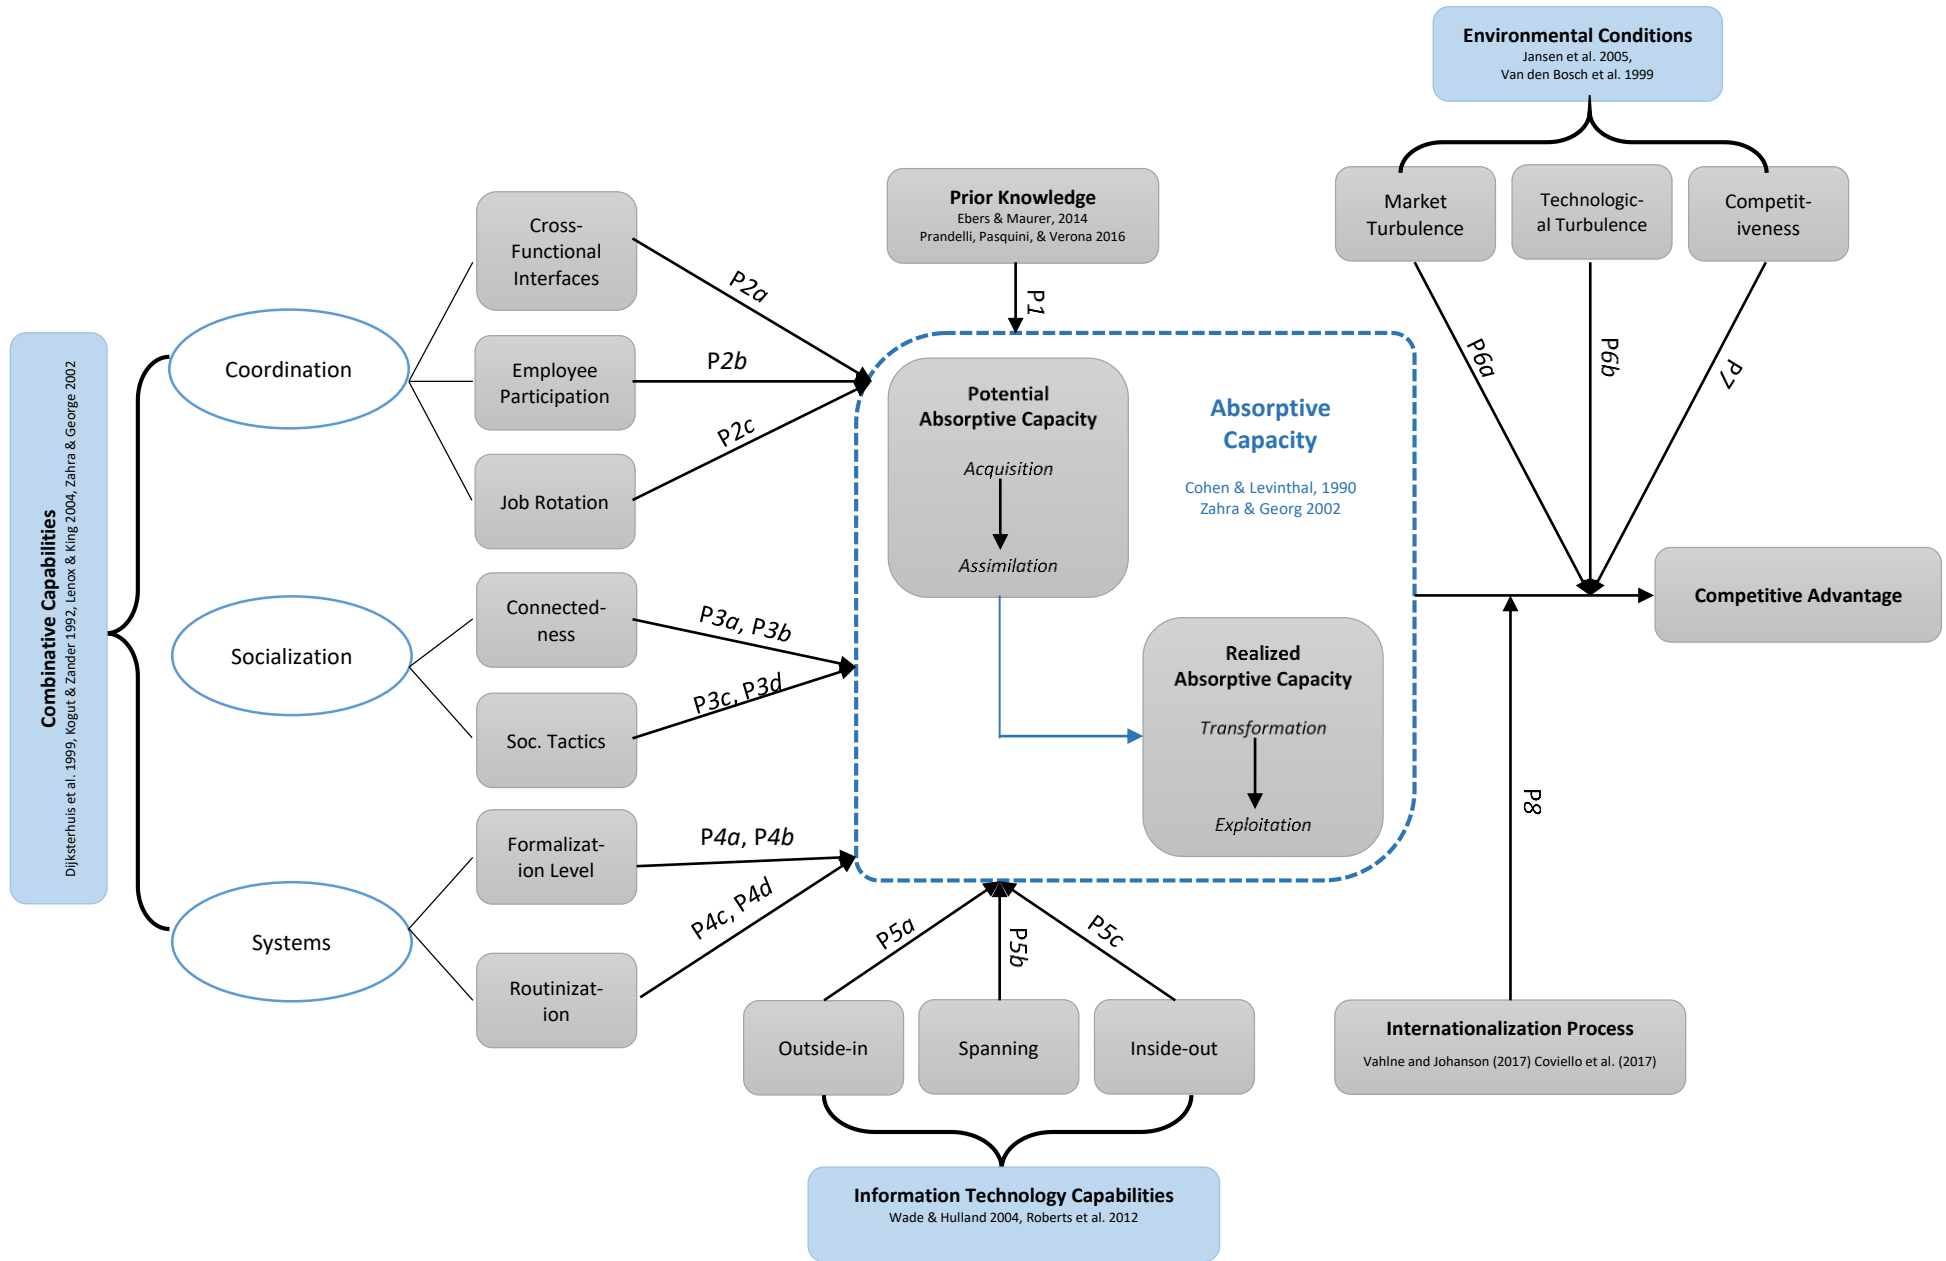 Environmental Conditions
Jansen et al. 2005,
Van den Bosch et al. 1999
Market
Turbulence
Technologic-
al Turbulence
Competit-
iveness
Prior Knowledge
Ebers & Maurer, 2014
Prandelli, Pasquini, & Verona 2016
Cross-
Functional
Interfaces
Employee
Participation
Job Rotation
Coordination
Combinative Capabilities
Dijksterhuis et al. 1999, Kogut & Zander 1992, Lenox & King 2004, Zahra & George 2002
Socialization
Connected-
ness
Soc. Tactics
Systems
Formalizat-
ion Level
Routinizat-
ion
P1
P2a
P2b
P2c
P3a, P3b
P3c, P3d
P4a, P4b
P4c, P4d
Potential
Absorptive Capacity
Acquisition
Assimilation
Absorptive
Capacity
Cohen & Levinthal, 1990
Zahra & Georg 2002
Realized
Absorptive Capacity
Transformation
Exploitation
P6a
P6b
P7
Competitive Advantage
P8
P5a
P5b
P5c
Outside-in
Spanning
Inside-out
Internationalization Process
Vahlne and Johanson (2017) Coviello et al. (2017)
Information Technology Capabilities
Wade & Hulland 2004, Roberts et al. 2012